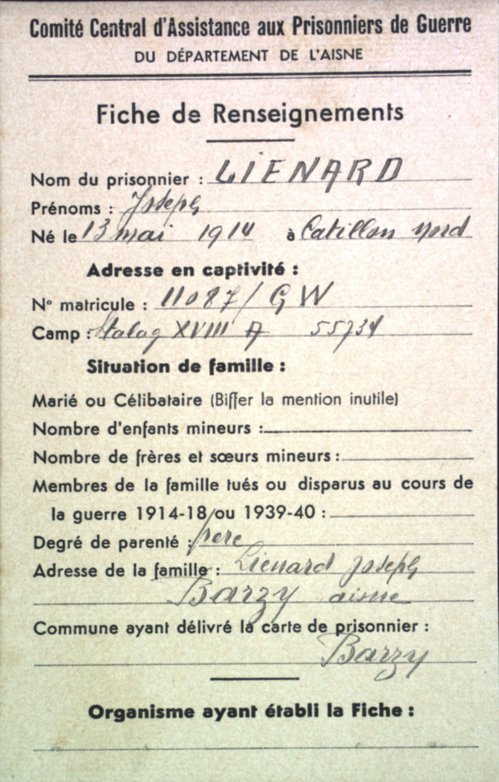 Comité Central d'Assistance aux Prisonniers de Guerre
DU DÉPARTEMENT DE L'AISNE
Fiche de Renseignements
Nom du prisonnier : LIENARD
Prénoms : Joseph
Né le 13 mai 1914 à Catillon Nord
Adresse en captivité :
N° matricule : 11087/GW
Camp : Stalag XVIII A 55734
Situation de famille :
Marié ou Célibataire (Biffer la mention inutile)
Nombre d'enfants mineurs :
Nombre de frères et sœurs mineurs :
Membres de la famille tués ou disparus au cours de
la guerre 1914-18 ou 1939-40 :
Degré de parenté : frere
Adresse de la famille : Lienard Joseph
Barzy aisne
Commune ayant délivré la carte de prisonnier :
Barzy
Organisme ayant établi la Fiche :